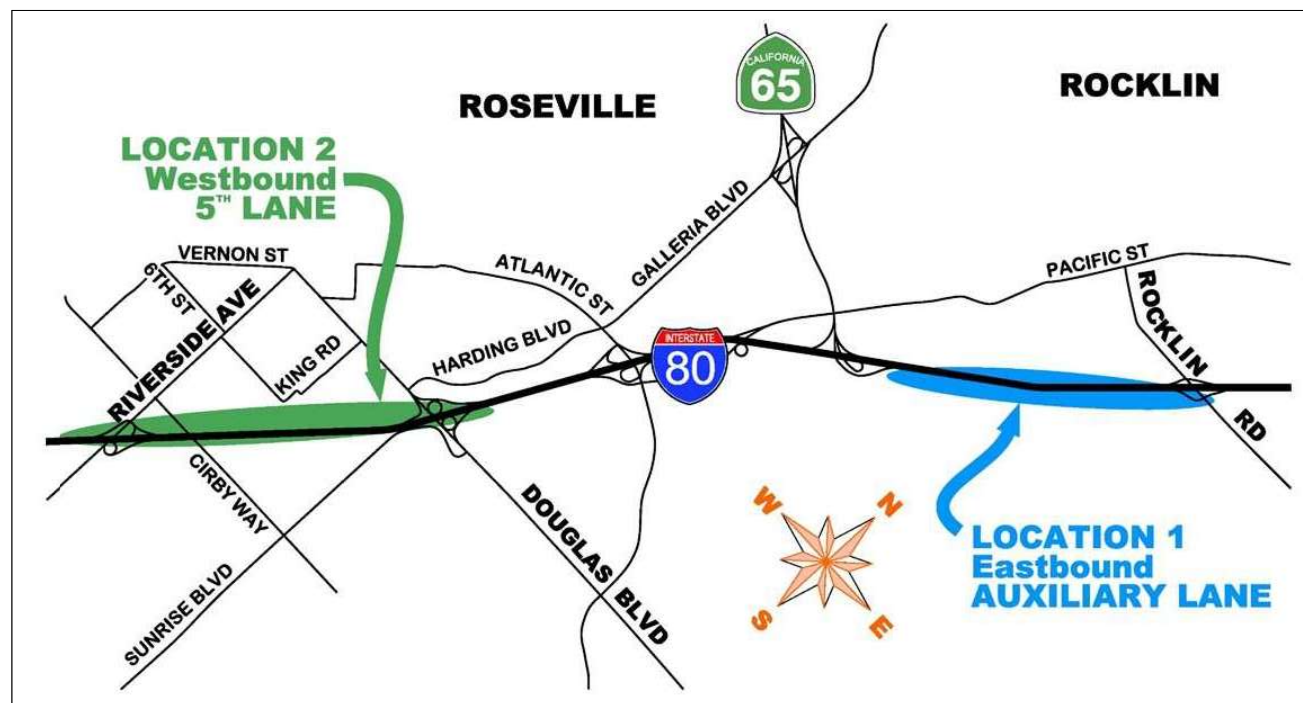 CALIFORNIA
65
ROSEVILLE
ROCKLIN
LOCATION 2
Westbound
5TH LANE
GALLERIA BLVD
VERNON ST
ATLANTIC ST
PACIFIC ST
6TH ST
RIVERSIDE AVE
KING RD
HARDING BLVD
INTERSTATE
80
ROCKLIN RD
CIRBY WAY
DOUGLAS BLVD
SUNRISE BLVD
W
N
S
E
LOCATION 1
Eastbound
AUXILIARY LANE